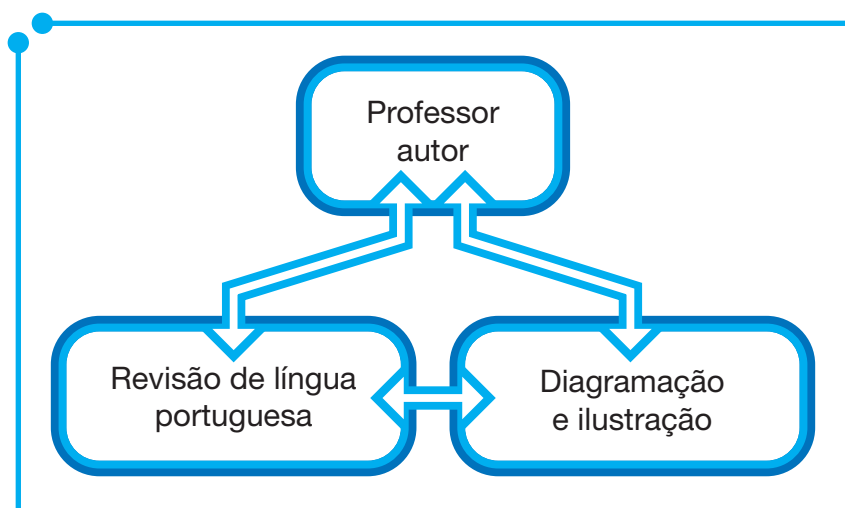 Professor
autor
Revisão de língua
portuguesa
Diagramação
e ilustração